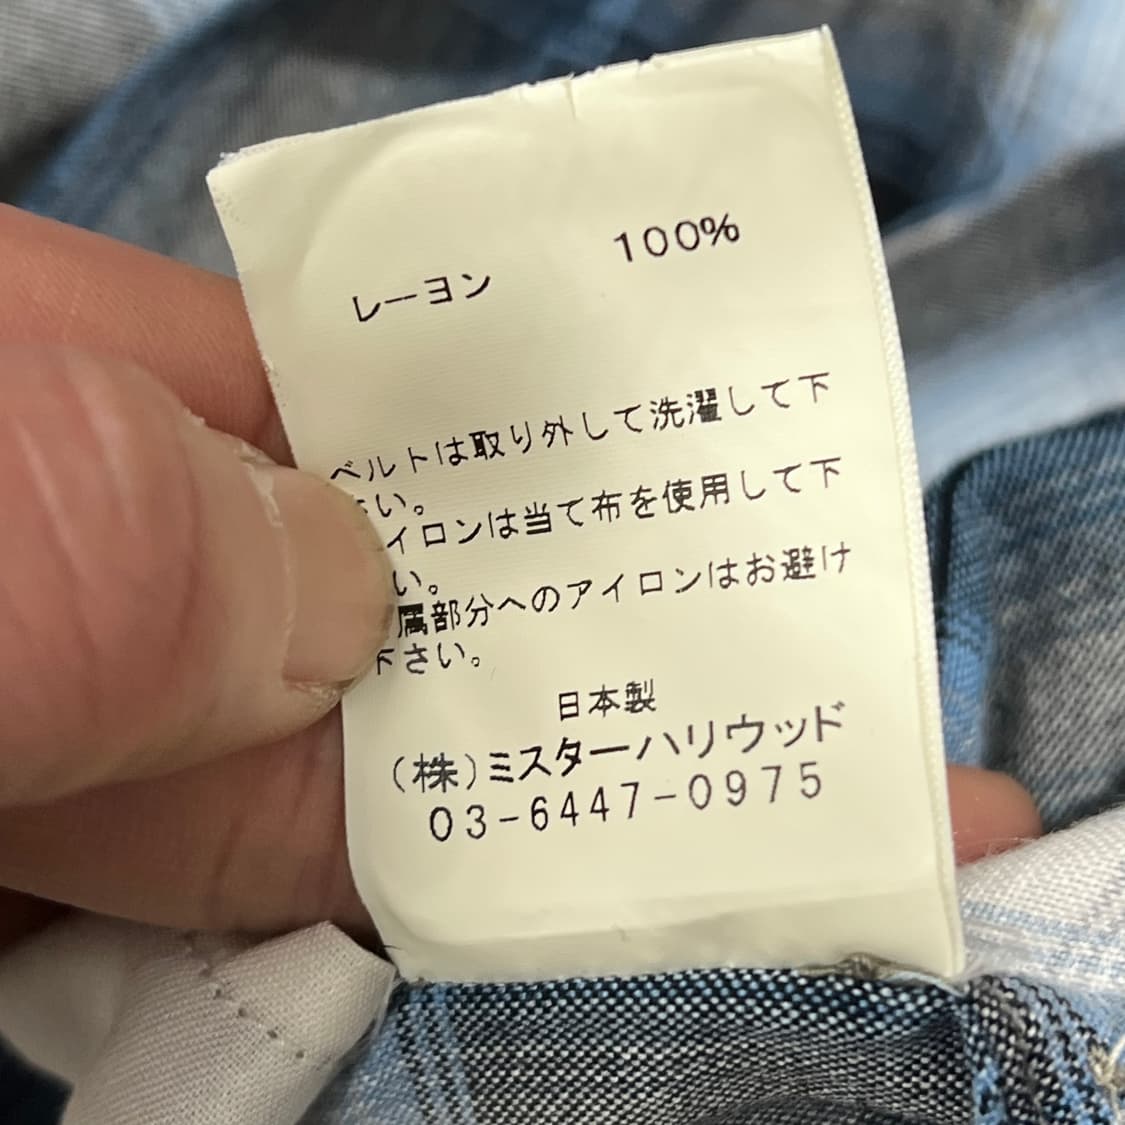 レーヨン 100%
ベルトは取り外して洗濯して下
さい。
イロンは当て布を使用して下
い。
属部分へのアイロンはお避け
下さい。
日本製
(株)ミスターハリウッド
03-6447-0975